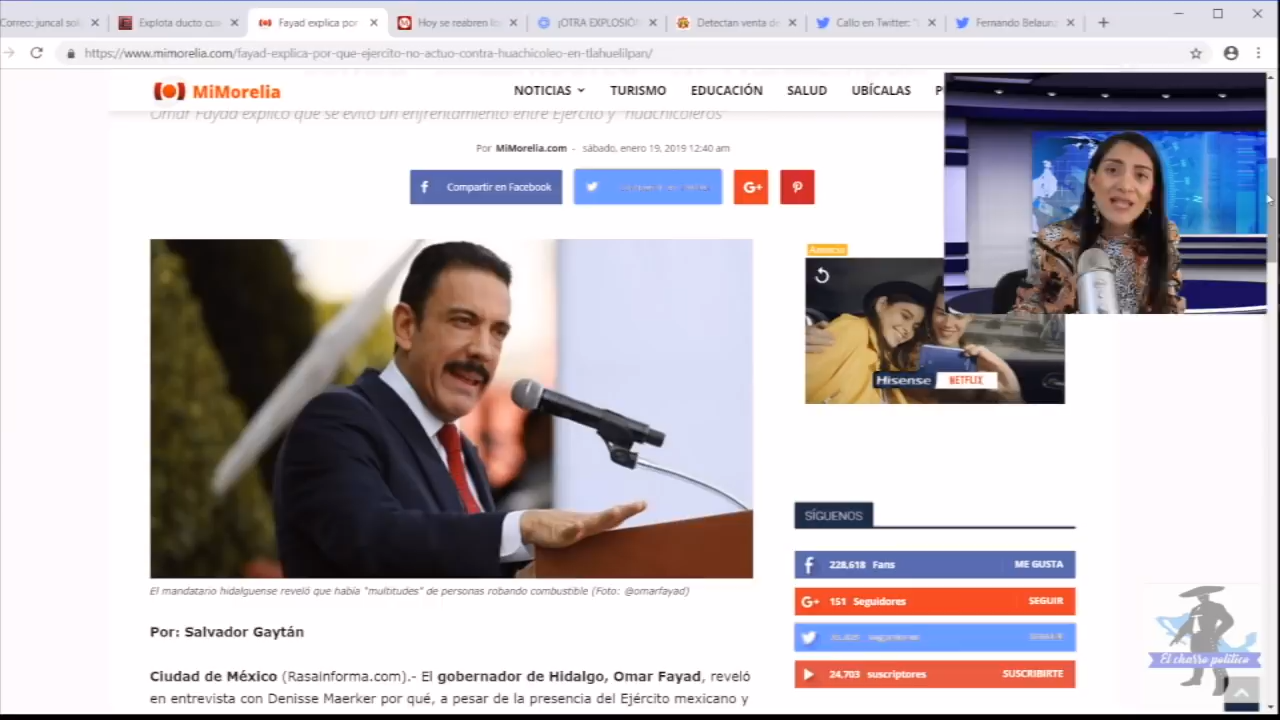 Correo: juncal sol
Explota ducto cu
Fayad explica por
Hoy se reabren lo
¡OTRA EXPLOSIÓN
Detectan venta de
Callo en Twitter: "
Fernando Belaunz
https://www.mimorelia.com/fayad-explica-por-que-ejercito-no-actuo-contra-huachicoleo-en-tlahuelilpan/
MiMorelia
NOTICIAS TURISMO EDUCACIÓN SALUD UBÍCALAS
Omar Fayad explicó que se evitó un enfrentamiento entre Ejército y "huachicoleros"
Por MiMorelia.com - sábado, enero 19, 2019 12:40 am
Compartir en Facebook
G+
Anuncio
Hisense NETFLIX
El mandatario hidalguense reveló que había "multitudes" de personas robando combustible (Foto: @omarfayad)
SÍGUENOS
228,618 Fans ME GUSTA
G+ 151 Seguidores SEGUIR
24,703 suscriptores SUSCRIBIRTE
Por: Salvador Gaytán
Ciudad de México (RasaInforma.com).- El gobernador de Hidalgo, Omar Fayad, reveló
en entrevista con Denisse Maerker por qué, a pesar de la presencia del Ejército mexicano y
El charro político